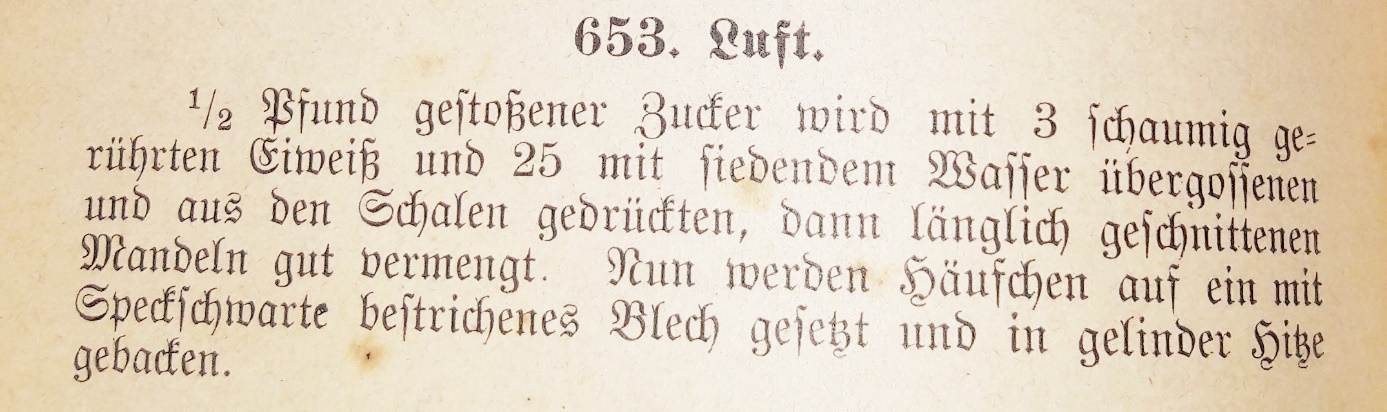 653. Luft.
1/2 Pfund gestoßener Zucker wird mit 3 schaumig ge-
rührten Eiweiß und 25 mit siedendem Wasser übergossenen
und aus den Schalen gedrückten, dann länglich geschnittenen
Mandeln gut vermengt. Nun werden Häufchen auf ein mit
Speckschwarte bestrichenes Blech gesetzt und in gelinder Hitze
gebacken.